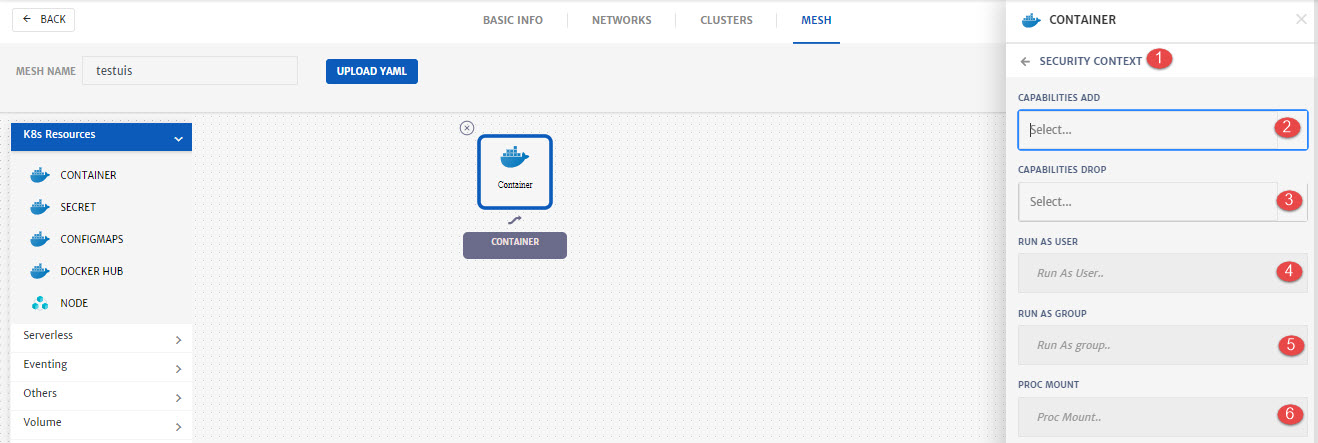 BACK
BASIC INFO
NETWORKS
CLUSTERS
MESH
MESH NAME
testuis
UPLOAD YAML
K8s Resources
CONTAINER
SECRET
CONFIGMAPS
DOCKER HUB
NODE
Serverless
Eventing
Others
Volume
Container
CONTAINER
CONTAINER
SECURITY CONTEXT
1
CAPABILITIES ADD
Select...
2
CAPABILITIES DROP
Select...
3
RUN AS USER
Run As User..
4
RUN AS GROUP
Run As group..
5
PROC MOUNT
Proc Mount..
6